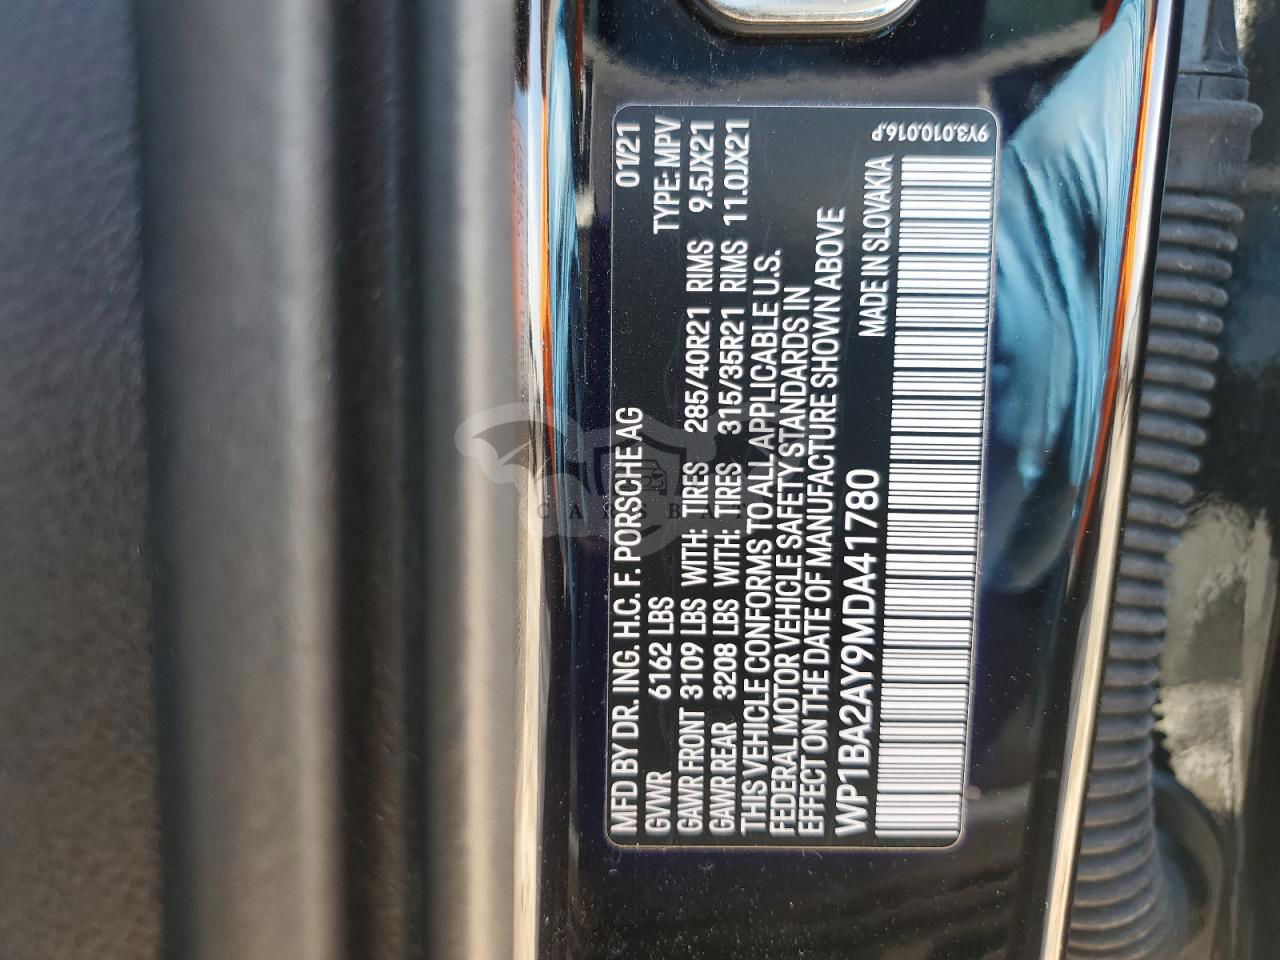 MFD BY DR. ING. H.C. F. PORSCHE AG 01/21
GVWR 6162 LBS TYPE: MPV
GAWR FRONT 3109 LBS WITH: TIRES 285/40R21 RIMS 9.5JX21
GAWR REAR 3208 LBS WITH: TIRES 315/35R21 RIMS 11.0JX21
THIS VEHICLE CONFORMS TO ALL APPLICABLE U.S.
FEDERAL MOTOR VEHICLE SAFETY STANDARDS IN
EFFECT ON THE DATE OF MANUFACTURE SHOWN ABOVE
WP1BA2AY9MDA41780 MADE IN SLOVAKIA
9Y3.010.016.P